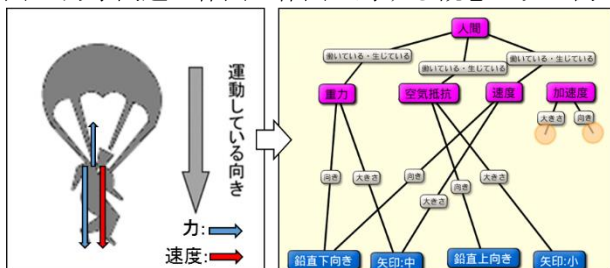 運動している向き
力:
速度:
人間
働いている・生じている
働いている・生じている
働いている・生じている
重力
空気抵抗
速度
加速度
大きさ
向き
向き
大きさ
向き
大きさ
向き
大きさ
鉛直下向き
矢印:中
鉛直上向き
矢印:小